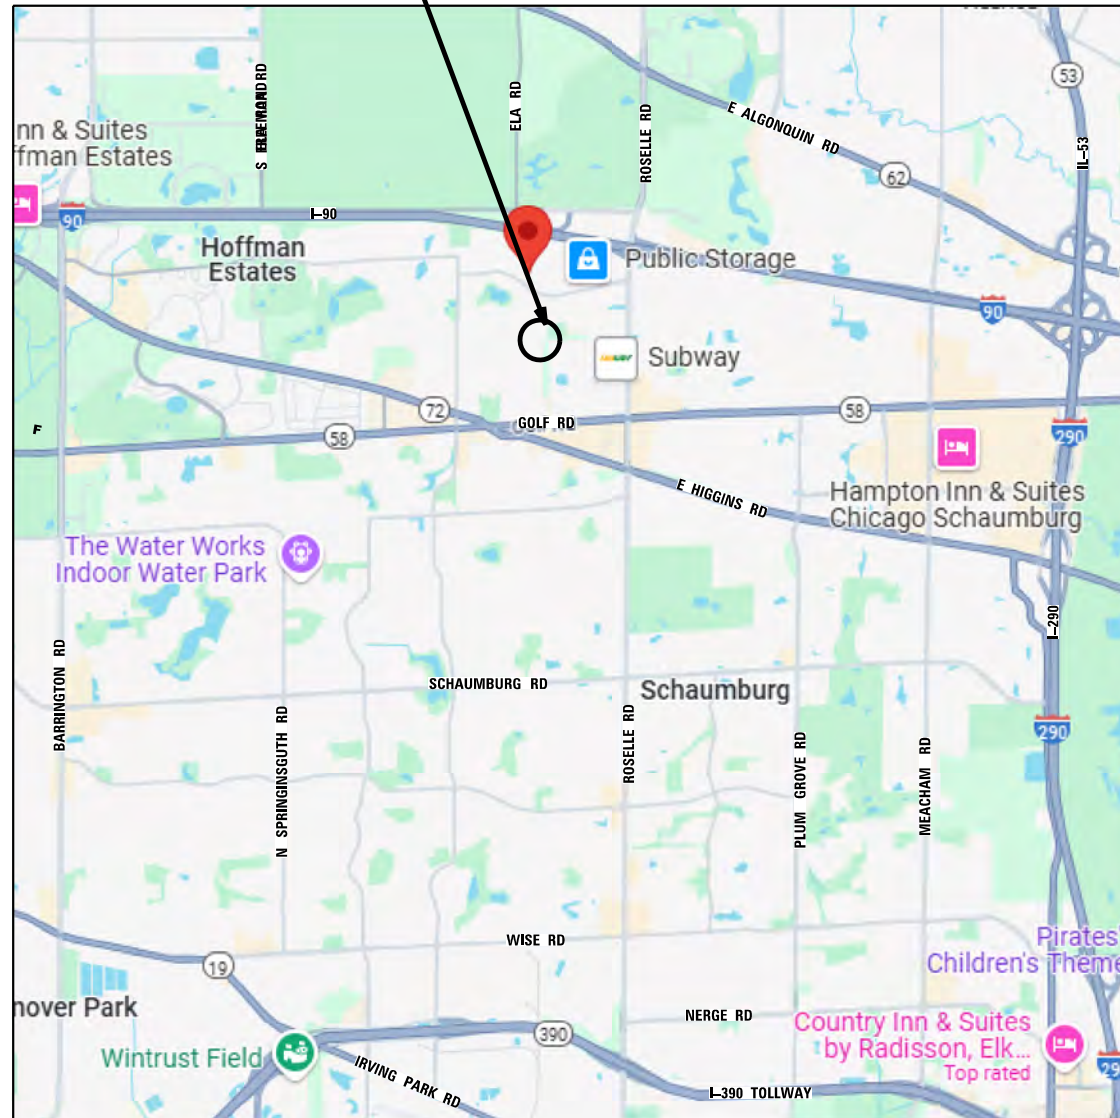 53
ELA RD
ROSELLE RD
E ALGONQUIN RD
IL-53
nn & Suites
ffman Estates
62
90
I-90
Hoffman
Estates
Public Storage
90
Subway
72
58
GOLF RD
58
F
290
E HIGGINS RD
Hampton Inn & Suites
Chicago Schaumburg
The Water Works
Indoor Water Park
I-290
BARRINGTON RD
SCHAUMBURG RD
Schaumburg
N SPRINGINSGUTH RD
ROSELLE RD
PLUM GROVE RD
MEACHAM RD
290
WISE RD
Pirates'
Children's Theme
19
nover Park
NERGE RD
390
Country Inn & Suites
by Radisson, Elk...
Top rated
Wintrust Field
IRVING PARK RD
I-390 TOLLWAY
29